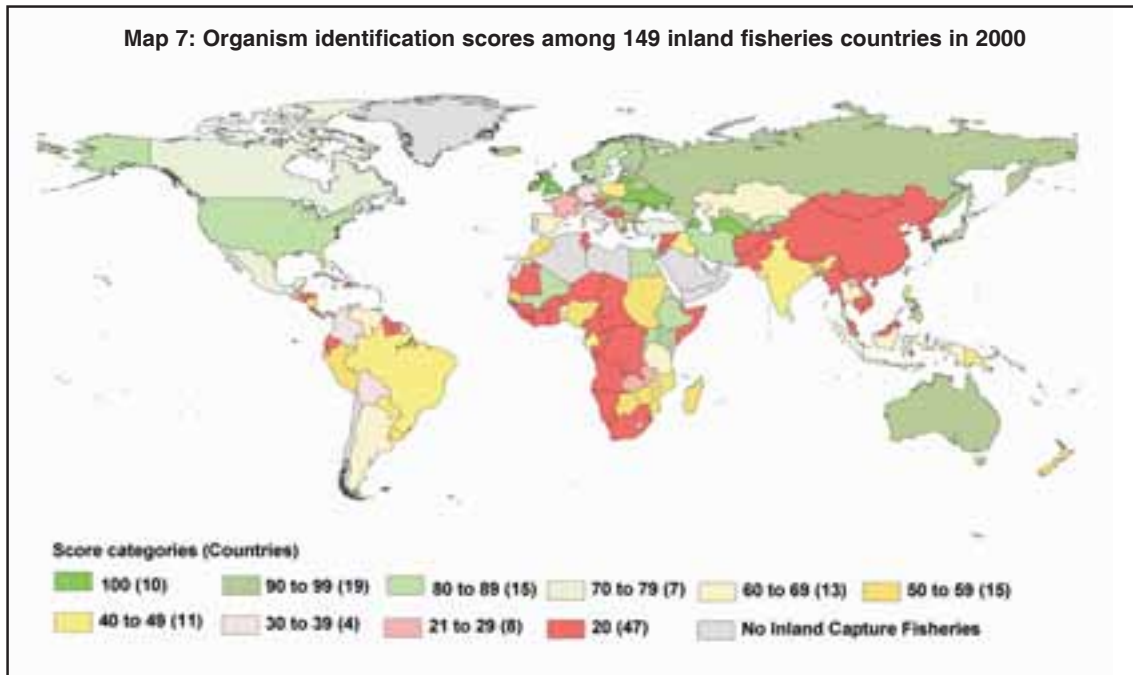 Map 7: Organism identification scores among 149 inland fisheries countries in 2000
Score categories (Countries)
100 (10) 90 to 99 (19) 80 to 89 (15) 70 to 79 (7) 60 to 69 (13) 50 to 59 (15)
40 to 49 (11) 30 to 39 (4) 21 to 29 (8) 20 (47) No Inland Capture Fisheries